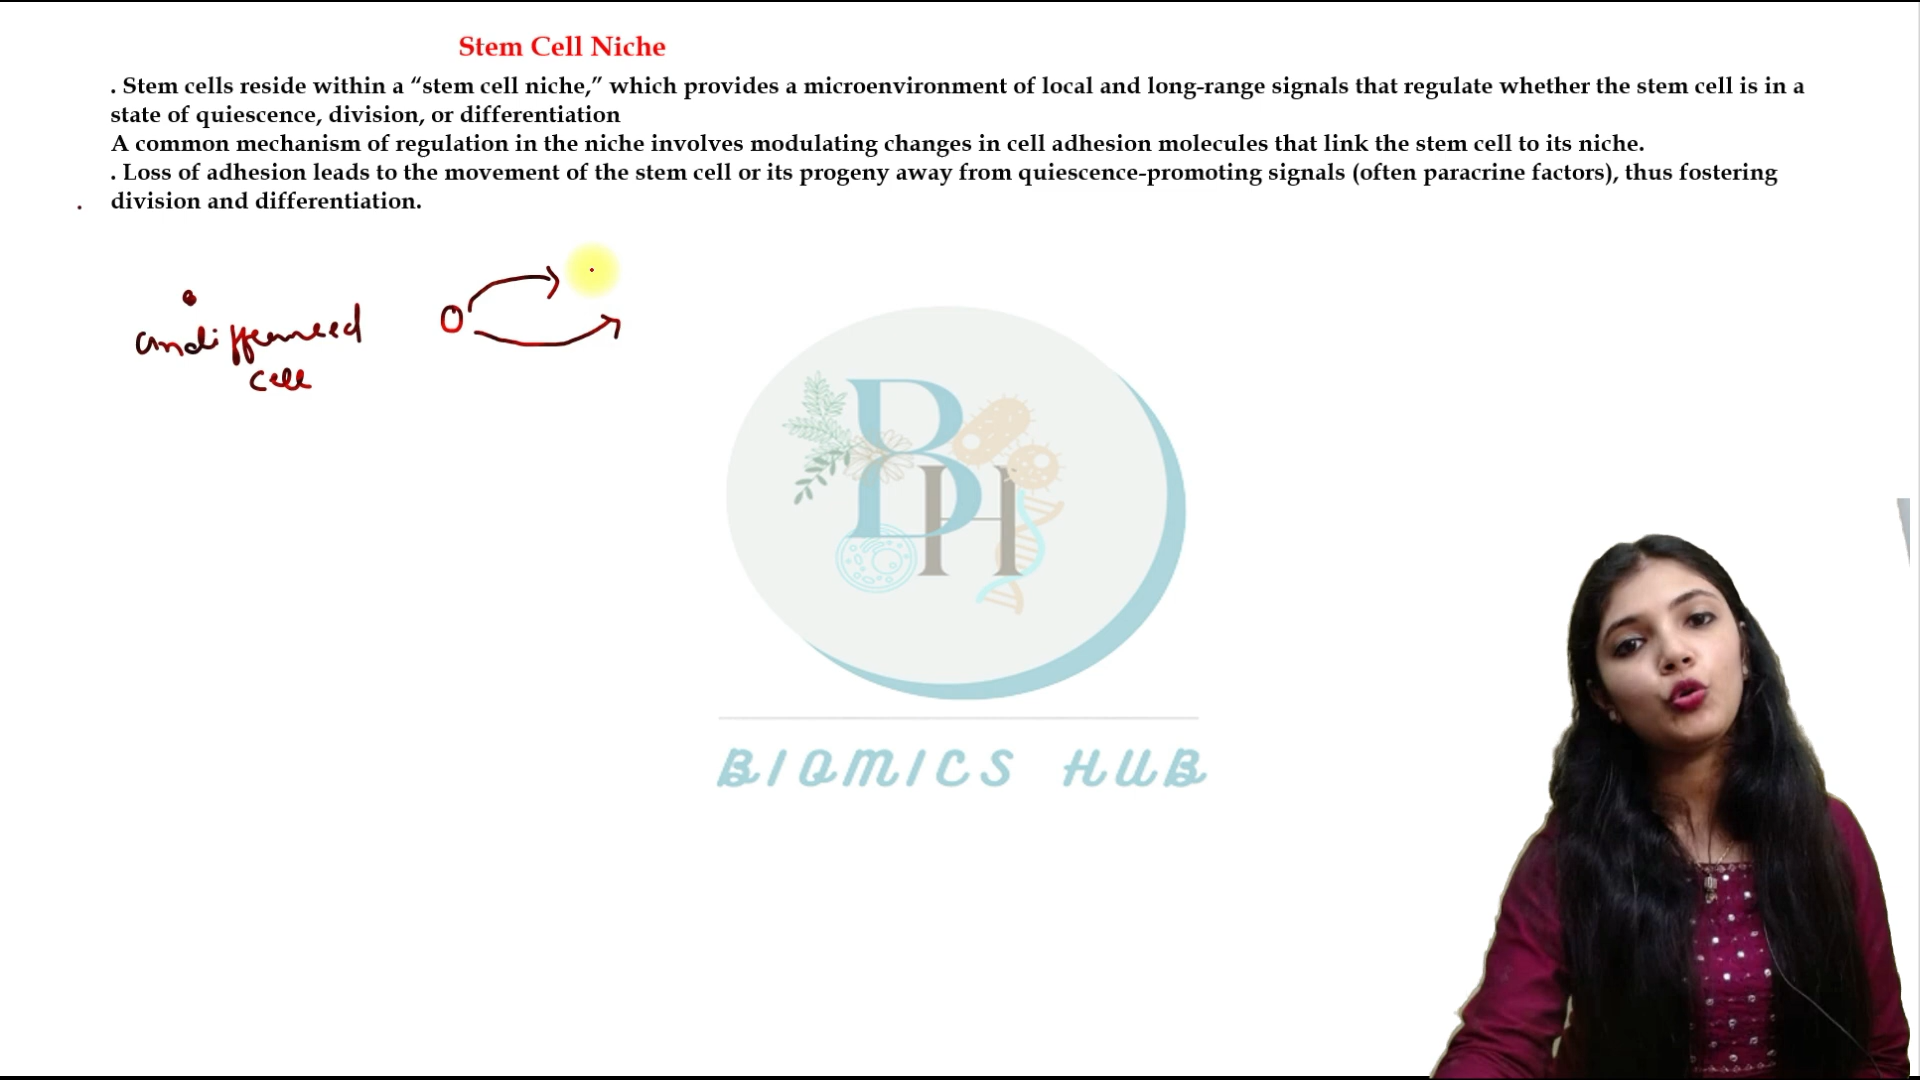 Stem Cell Niche
. Stem cells reside within a “stem cell niche,” which provides a microenvironment of local and long-range signals that regulate whether the stem cell is in a
state of quiescence, division, or differentiation
A common mechanism of regulation in the niche involves modulating changes in cell adhesion molecules that link the stem cell to its niche.
. Loss of adhesion leads to the movement of the stem cell or its progeny away from quiescence-promoting signals (often paracrine factors), thus fostering
. division and differentiation.
cell
BH
BIOMICS HUB